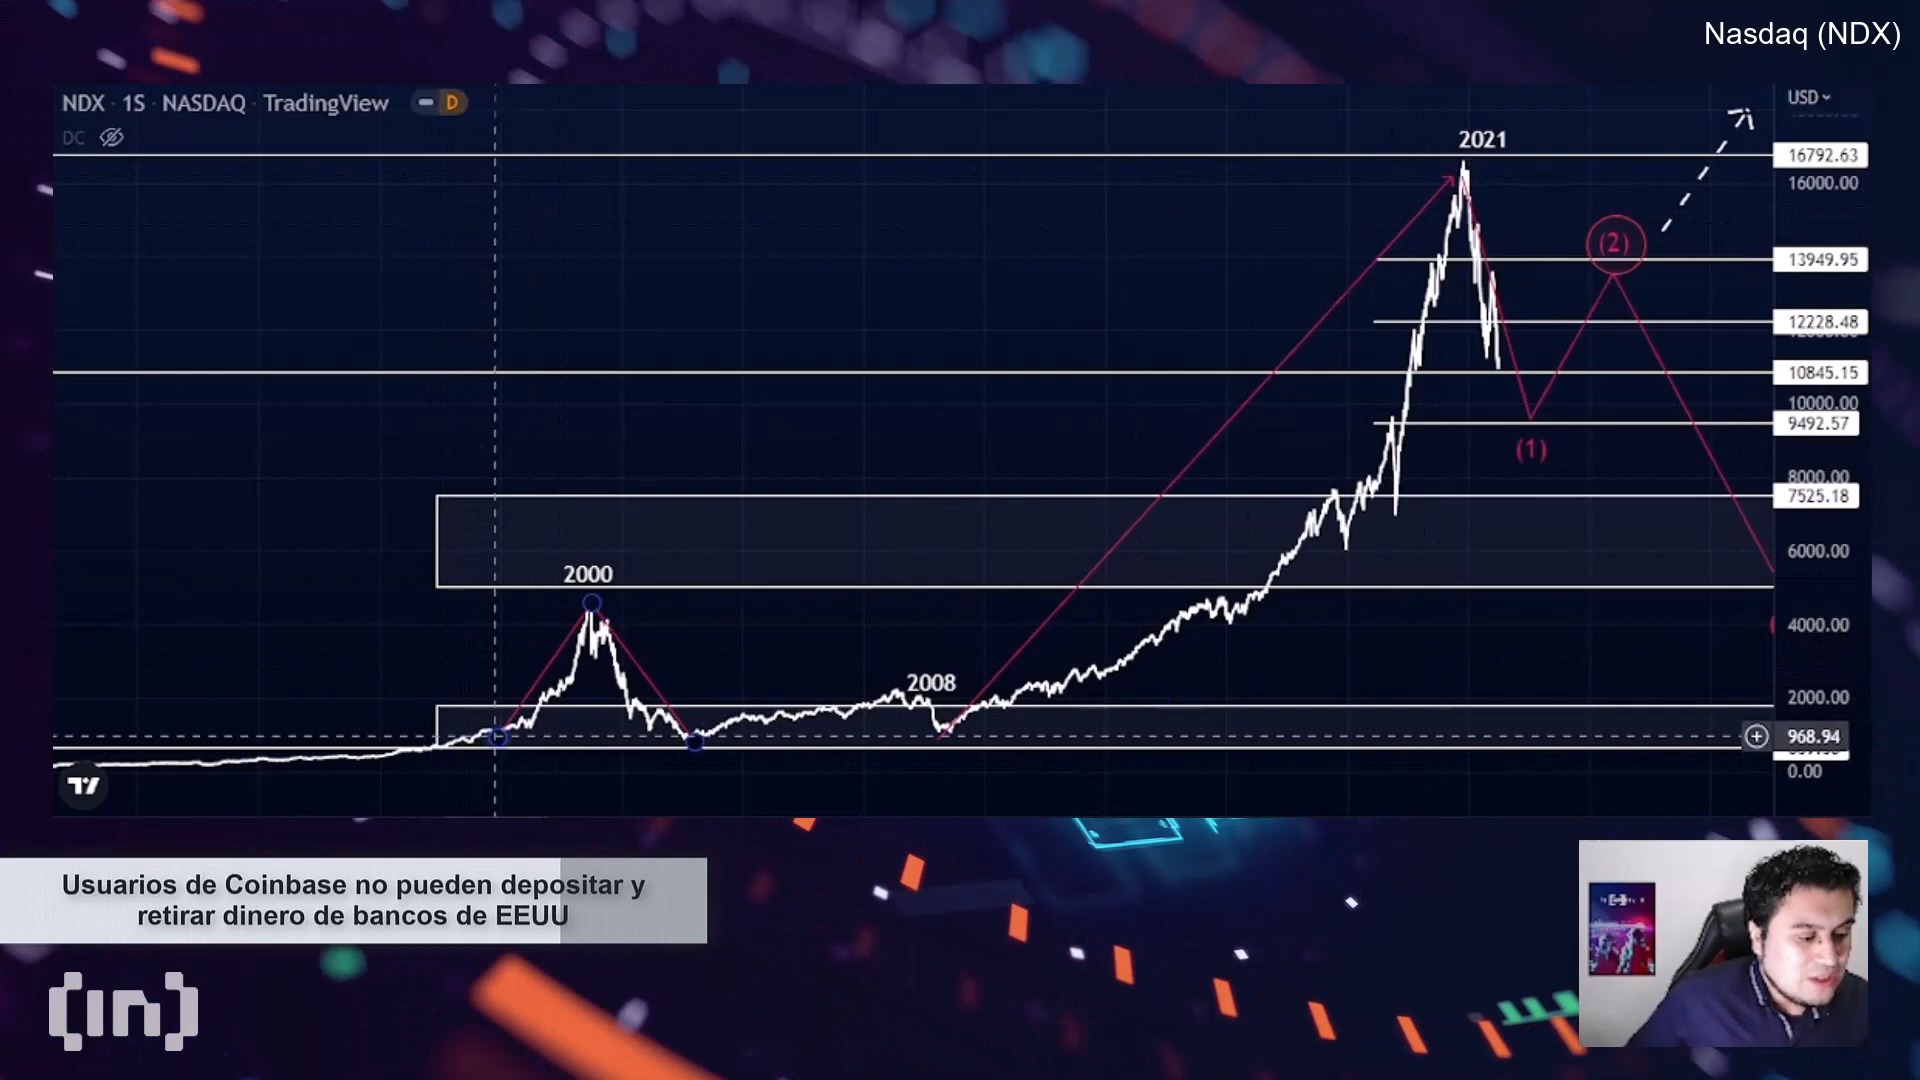 Nasdaq (NDX)
NDX · 1S · NASDAQ · TradingView
D
USD
DC
2021
16792.63
16000.00
(2)
13949.95
12228.48
10845.15
10000.00
9492.57
(1)
8000.00
7525.18
6000.00
2000
4000.00
2008
2000.00
968.94
0.00
Usuarios de Coinbase no pueden depositar y
retirar dinero de bancos de EEUU
[in]